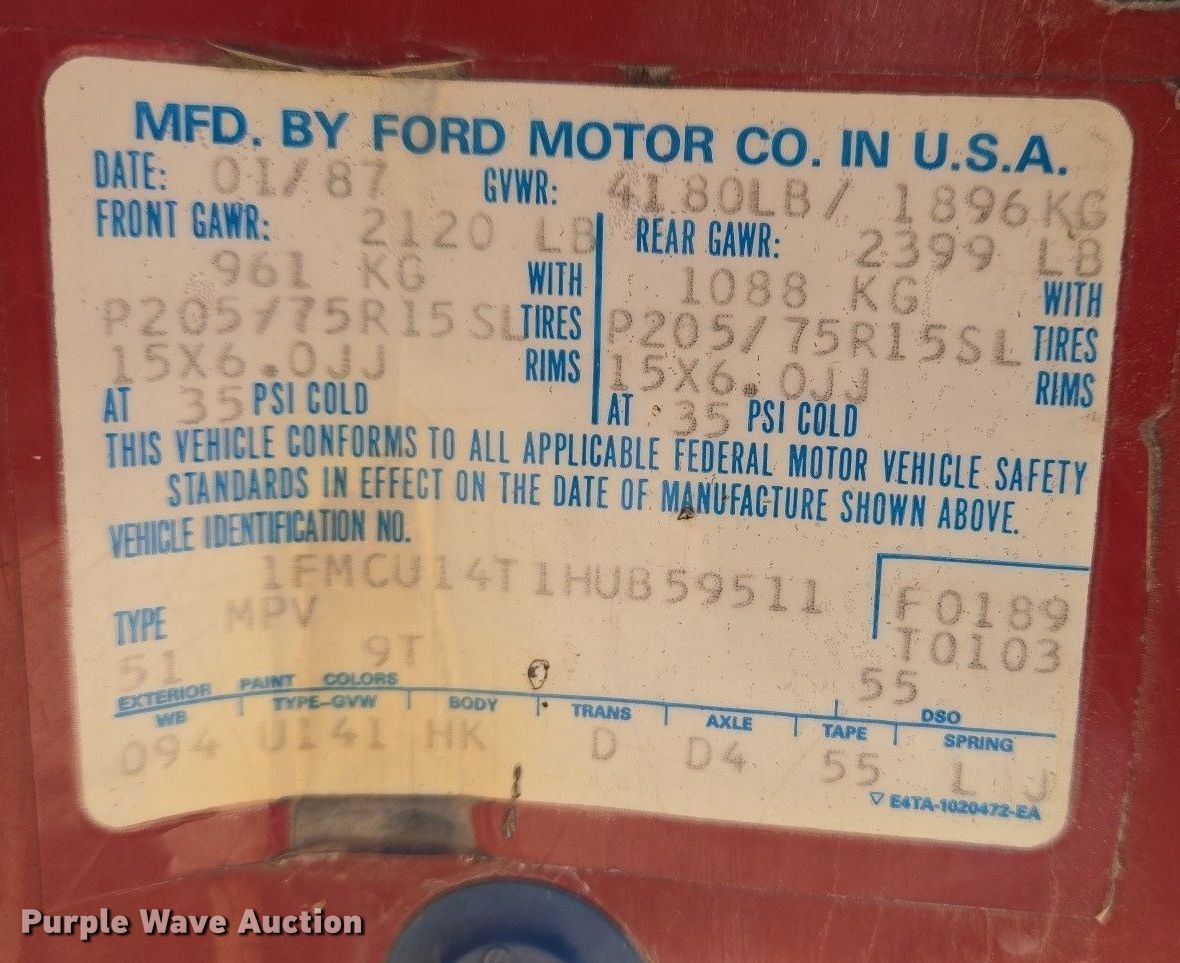 MFD. BY FORD MOTOR CO. IN U.S.A.
DATE: 01/87 GVWR: 4180LB/ 1896KG
FRONT GAWR: 2120 LB
961 KG WITH
P205/75R15SL TIRES
15X6.0JJ RIMS
AT 35 PSI COLD
REAR GAWR: 2399 LB
1088 KG WITH
P205/75R15SL TIRES
15X6.0JJ RIMS
AT 35 PSI COLD
THIS VEHICLE CONFORMS TO ALL APPLICABLE FEDERAL MOTOR VEHICLE SAFETY
STANDARDS IN EFFECT ON THE DATE OF MANUFACTURE SHOWN ABOVE.
VEHICLE IDENTIFICATION NO.
1FMCU14T1HUB59511
TYPE MPV
F0189
T0103
51 9T 55
EXTERIOR PAINT COLORS DSO
WB TYPE-GVW BODY TRANS AXLE TAPE SPRING
094 U141 HK D D4 55 L J
▽ E4TA-1020472-EA
Purple Wave Auction